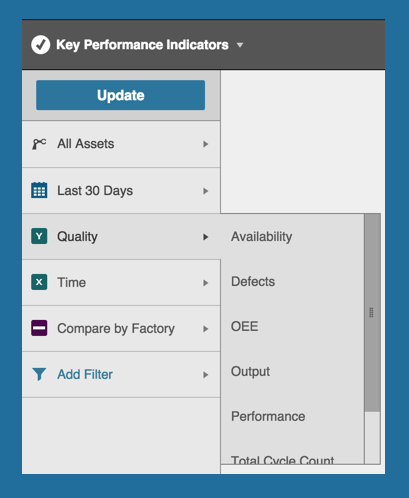 Key Performance Indicators
Update
All Assets
Last 30 Days
Y Quality
X Time
Compare by Factory
Add Filter
Availability
Defects
OEE
Output
Performance
Total Cycle Count